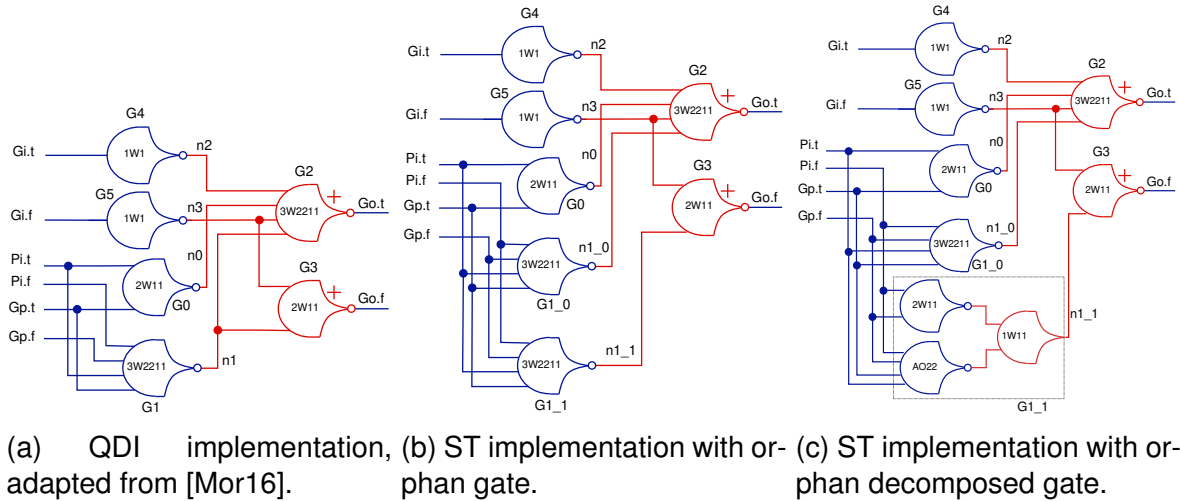 G4
Gi.t
1W1
n2
G5
G2
Gi.f
1W1
n3
+
3W2211
Go.t
n0
Pi.t
Pi.f
2W11
G0
G3
+
2W11
Go.f
Gp.t
Gp.f
3W2211
n1
G1
(a) QDI implementation,
adapted from [Mor16].
G4
Gi.t
1W1
n2
G2
G5
Gi.f
1W1
n3
+
3W2211
Go.t
n0
Pi.t
Pi.f
2W11
G0
G3
+
2W11
Go.f
Gp.t
Gp.f
n1_0
3W2211
G1_0
n1_1
3W2211
G1_1
(b) ST implementation with or-
phan gate.
G4
Gi.t
1W1
n2
G2
G5
Gi.f
1W1
n3
+
3W2211
Go.t
n0
Pi.t
Pi.f
2W11
G0
G3
+
2W11
Go.f
Gp.t
Gp.f
n1_0
3W2211
G1_0
2W11
n1_1
1W11
AO22
G1_1
(c) ST implementation with or-
phan decomposed gate.